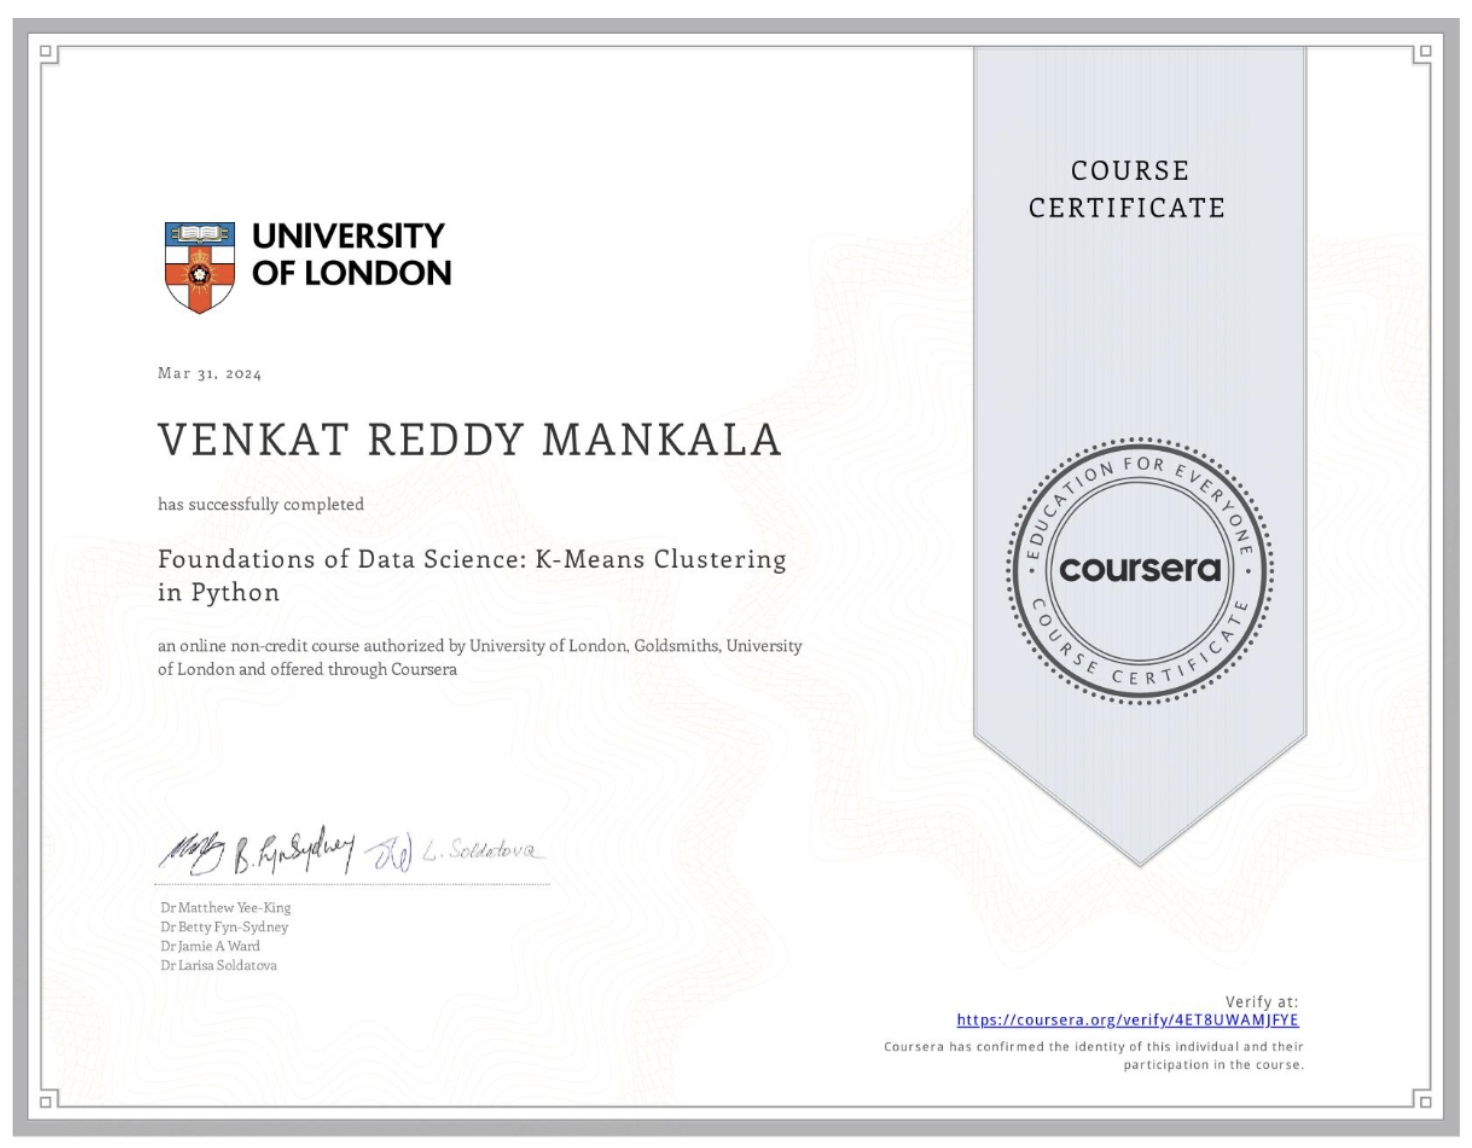 COURSE
CERTIFICATE
UNIVERSITY
OF LONDON
Mar 31, 2024
VENKAT REDDY MANKALA
has successfully completed
Foundations of Data Science: K-Means Clustering
in Python
an online non-credit course authorized by University of London, Goldsmiths, University
of London and offered through Coursera
EDUCATION FOR EVERYONE
coursera
COURSE CERTIFICATE
B. Fyn-Sydney L. Soldatova
Dr Matthew Yee-King
Dr Betty Fyn-Sydney
Dr Jamie A Ward
Dr Larisa Soldatova
Verify at:
https://coursera.org/verify/4ET8UWAMJFYE
Coursera has confirmed the identity of this individual and their
participation in the course.